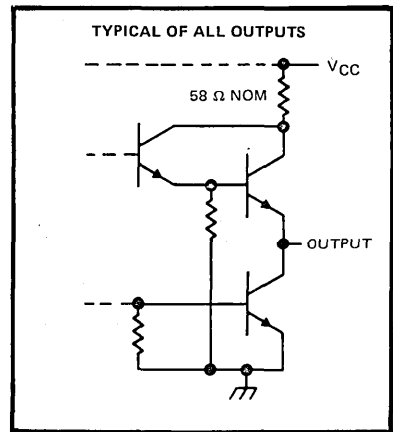 TYPICAL OF ALL OUTPUTS
VCC
58 Ω NOM
OUTPUT